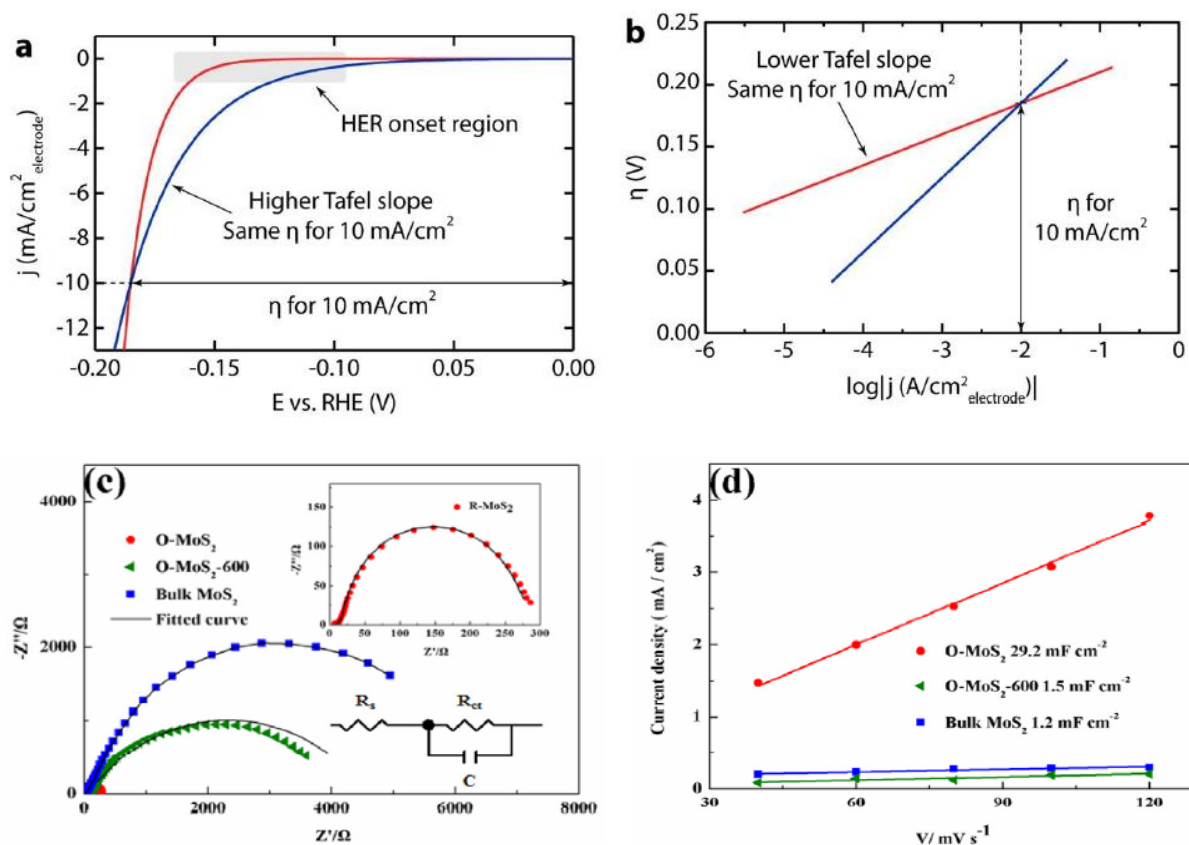 a
0
-2
-4
-6
-8
-10
-12
j (mA/cm²electrode)
HER onset region
Higher Tafel slope
Same η for 10 mA/cm²
η for 10 mA/cm²
-0.20
-0.15
-0.10
0.05
0.00
E vs. RHE (V)
b
0.25
0.20
0.15
0.10
0.05
0.00
η (V)
Lower Tafel slope
Same η for 10 mA/cm²
η for
10 mA/cm²
-6
-5
-4
-3
-2
-1
0
log|j (A/cm²electrode)|
(c)
4000
2000
0
-Z''/Ω
O-MoS₂
O-MoS₂-600
Bulk MoS₂
Fitted curve
150
125
100
75
50
25
0
-Z''/Ω
R-MoS₂
0
50
100
150
200
250
300
Z'/Ω
Rs
Rct
C
0
2000
4000
6000
8000
Z'/Ω
(d)
4
3
2
1
0
Current density ( mA / cm²)
O-MoS₂ 29.2 mF cm⁻²
O-MoS₂-600 1.5 mF cm⁻²
Bulk MoS₂ 1.2 mF cm⁻²
30
60
90
120
V/ mV s⁻¹